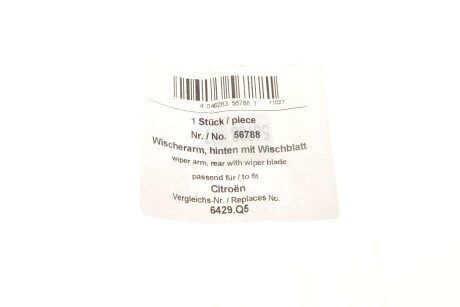 4 046283 56788 1 11021
1 Stück / piece
Nr. / No. 56788
Wischerarm, hinten mit Wischblatt
wiper arm, rear with wiper blade
passend für / to fit
Citroën
Vergleichs-Nr. / Replaces No.
6429.Q5